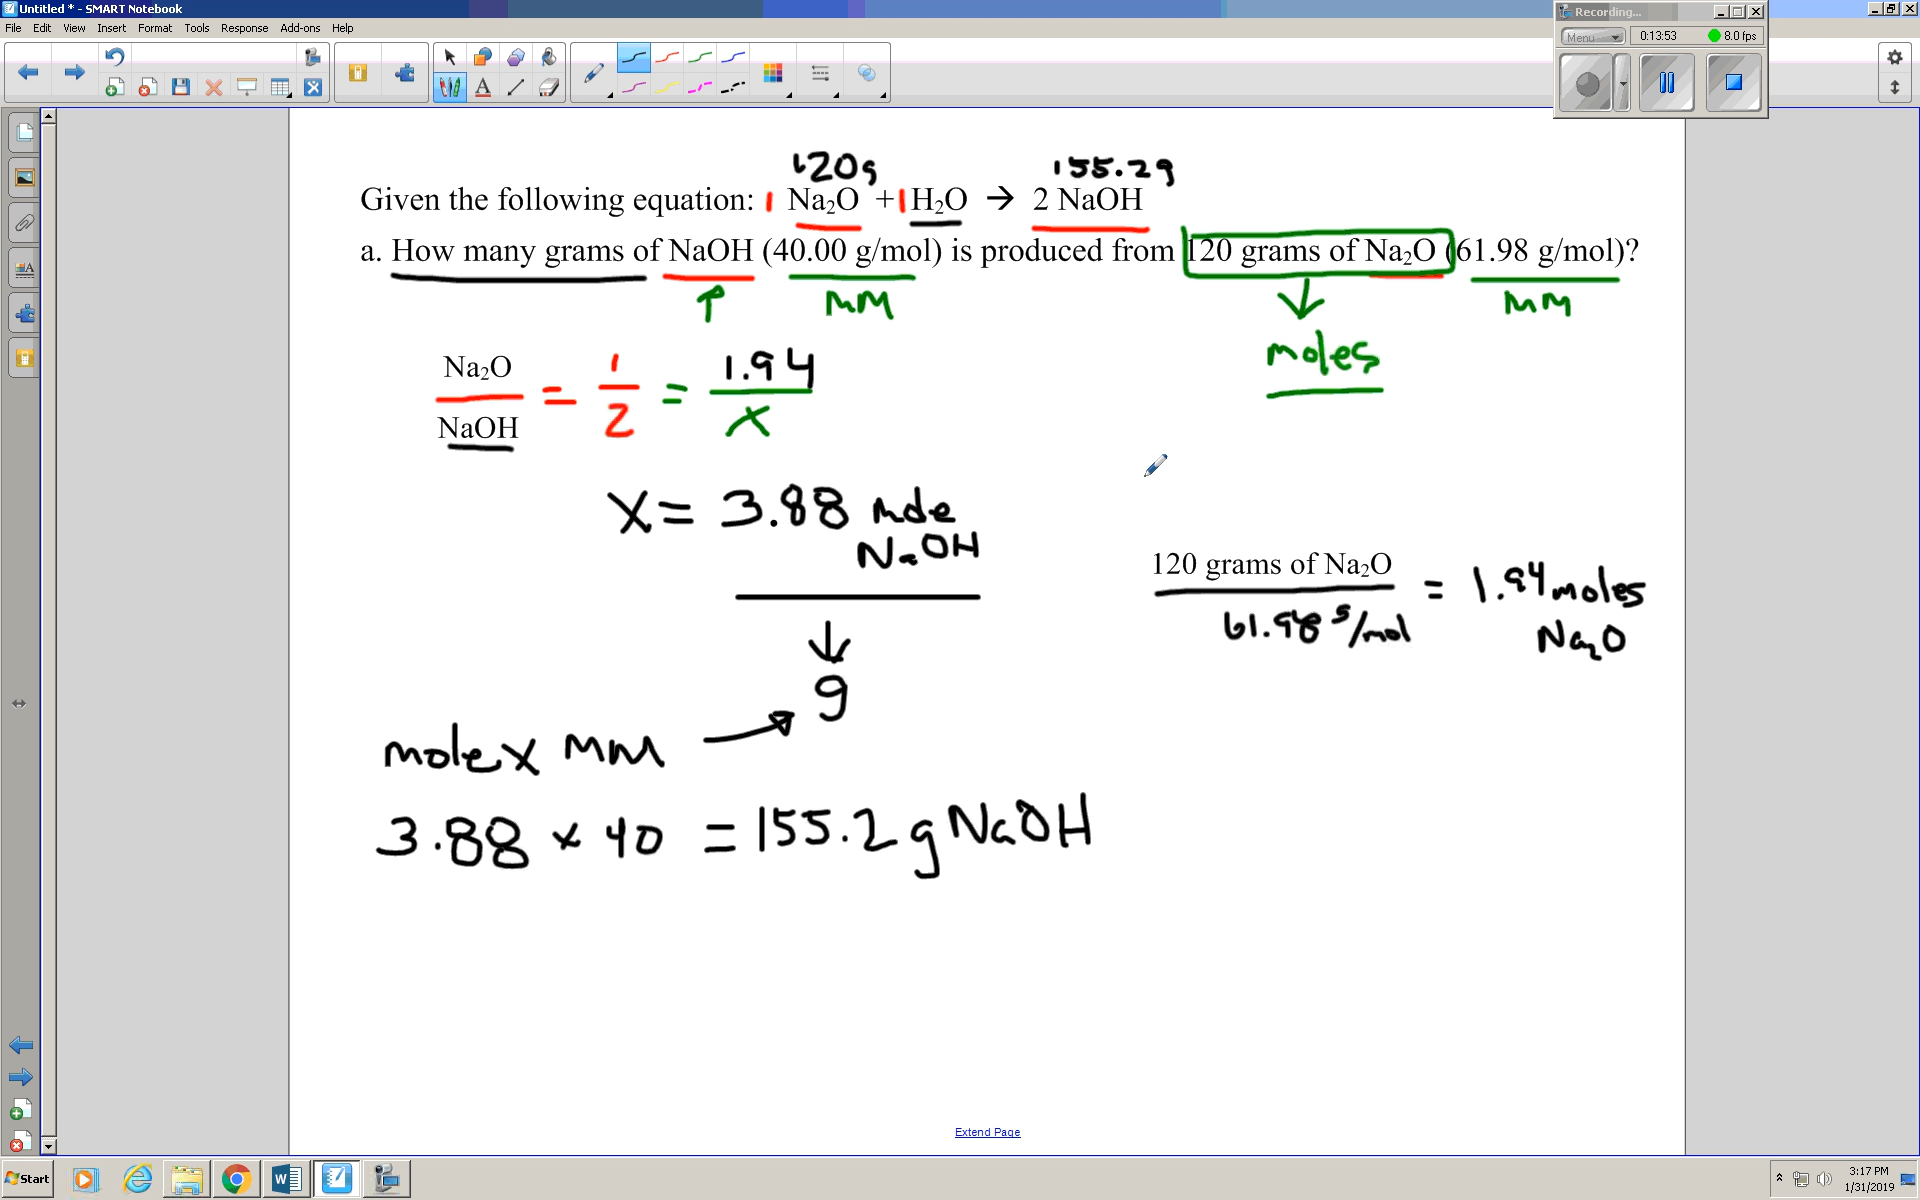 Untitled * - SMART Notebook
File Edit View Insert Format Tools Response Add-ons Help
Recording...
Menu 0:13:53 8.0 fps
120g 155.2g
Given the following equation: 1 Na₂O + 1 H₂O → 2 NaOH
a. How many grams of NaOH (40.00 g/mol) is produced from 120 grams of Na₂O (61.98 g/mol)?
↑ MM ↓ MM
moles
Na₂O 1 1.94
= =
NaOH 2 X
X = 3.88 mole
NaOH
120 grams of Na₂O = 1.94 moles
61.98 g/mol Na₂O
↓
g
mole x MM →
3.88 x 40 = 155.2 g NaOH
Extend Page
Start
3:17 PM
1/31/2019